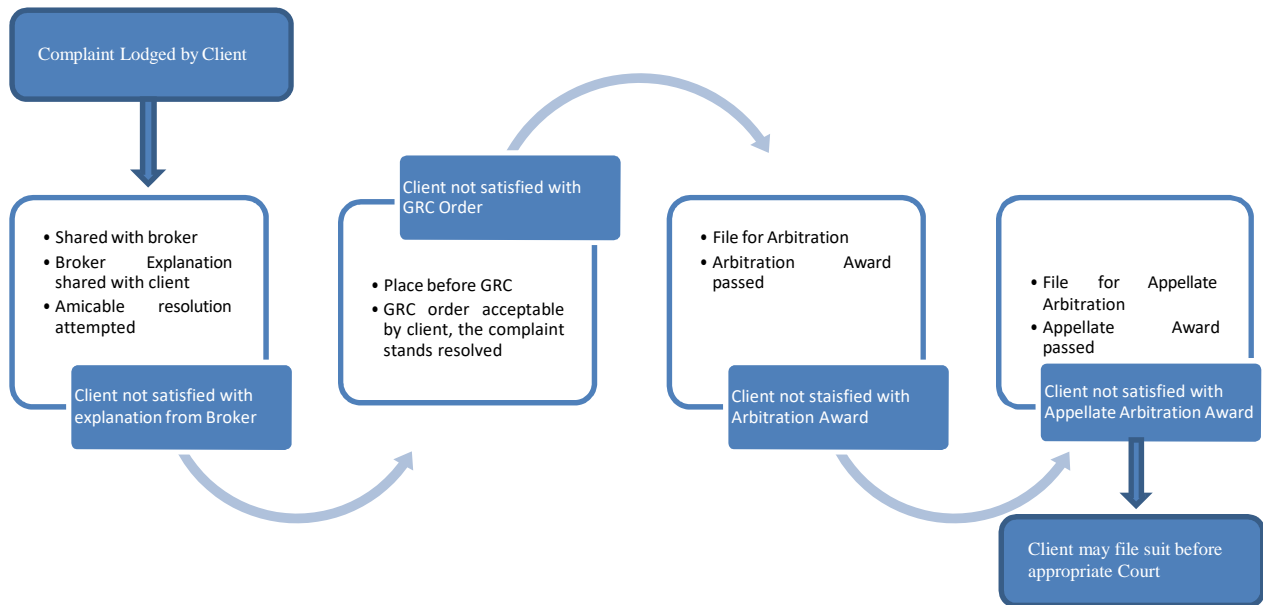 Complaint Lodged by Client
• Shared with broker
• Broker Explanation
shared with client
• Amicable resolution
attempted
Client not satisfied with
explanation from Broker
Client not satisfied with
GRC Order
• Place before GRC
• GRC order acceptable
by client, the complaint
stands resolved
• File for Arbitration
• Arbitration Award
passed
Client not staisfied with
Arbitration Award
• File for Appellate
Arbitration
• Appellate Award
passed
Client not satisfied with
Appellate Arbitration Award
Client may file suit before
appropriate Court